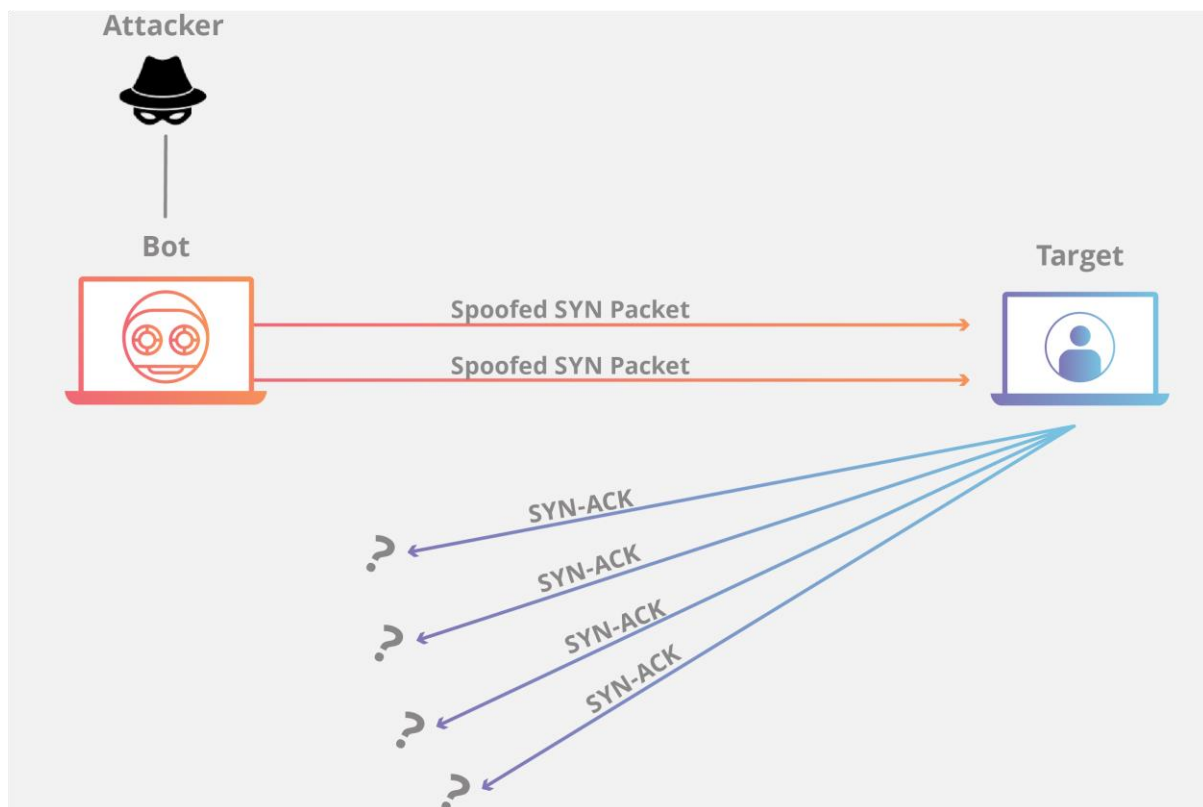 Attacker
Bot
Target
Spoofed SYN Packet
Spoofed SYN Packet
SYN-ACK
?
SYN-ACK
?
SYN-ACK
?
SYN-ACK
?